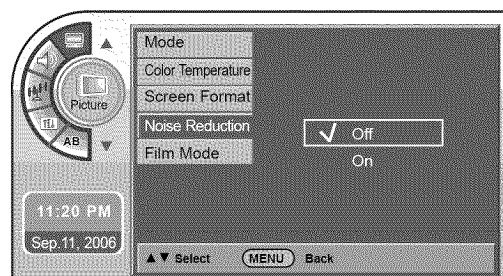 Picture
AB
11:20 PM
Sep.11, 2006
Mode
Color Temperature
Screen Format
Noise Reduction
Film Mode
Off
On
▲▼ Select MENU Back